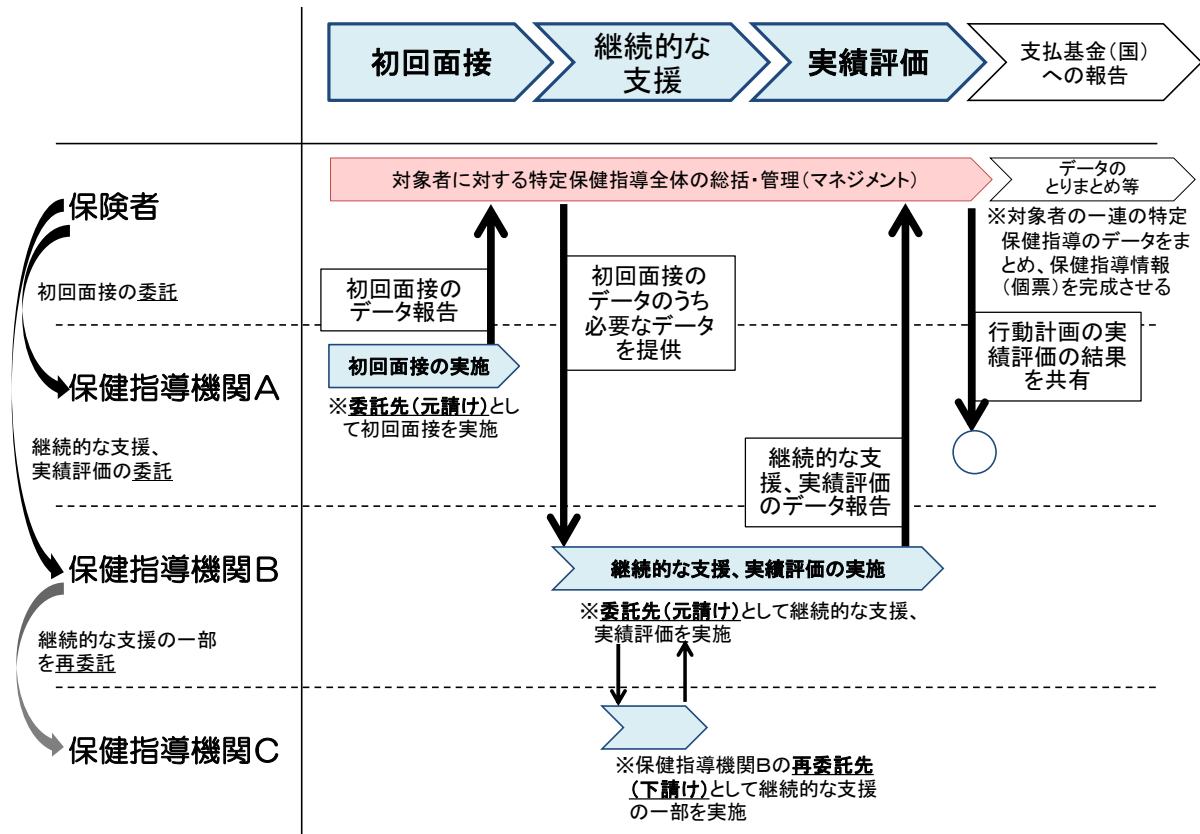 初回面接
継続的な
支援
実績評価
支払基金(国)
への報告
保険者
対象者に対する特定保健指導全体の総括・管理(マネジメント)
データの
とりまとめ等
※対象者の一連の特定
保健指導のデータをま
とめ、保健指導情報
(個票)を完成させる
初回面接の委託
初回面接の
データ報告
初回面接の
データのうち
必要なデータ
を提供
行動計画の実
績評価の結果
を共有
保健指導機関A
初回面接の実施
※委託先(元請け)とし
て初回面接を実施
継続的な支援、
実績評価の委託
継続的な支
援、実績評価
のデータ報告
保健指導機関B
継続的な支援、実績評価の実施
※委託先(元請け)として継続的な支援、
実績評価を実施
継続的な支援の一部
を再委託
保健指導機関C
※保健指導機関Bの再委託先
(下請け)として継続的な支援
の一部を実施